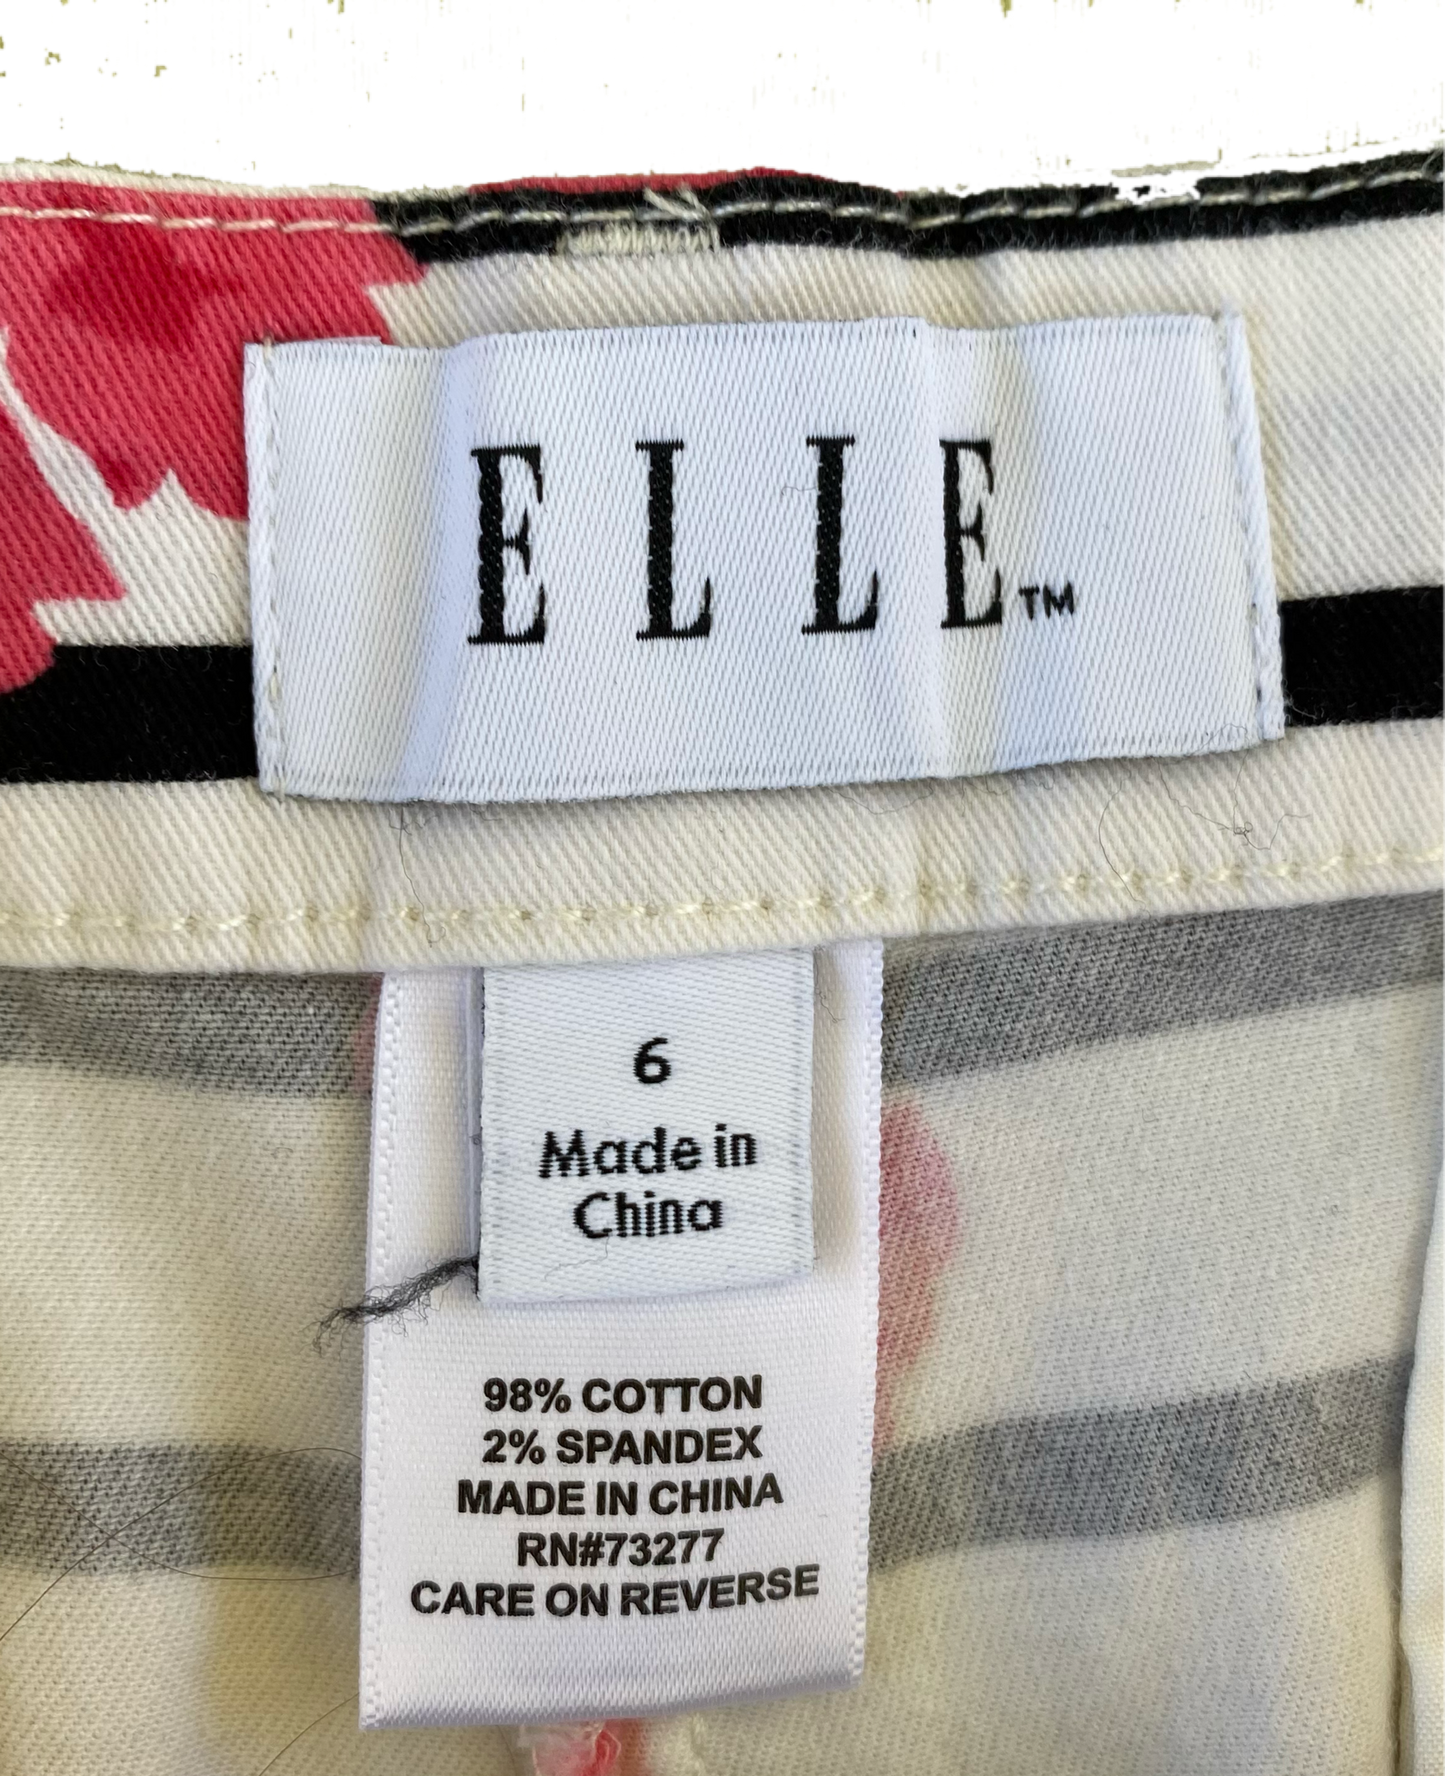 ELLE™
6
Made in
China
98% COTTON
2% SPANDEX
MADE IN CHINA
RN#73277
CARE ON REVERSE